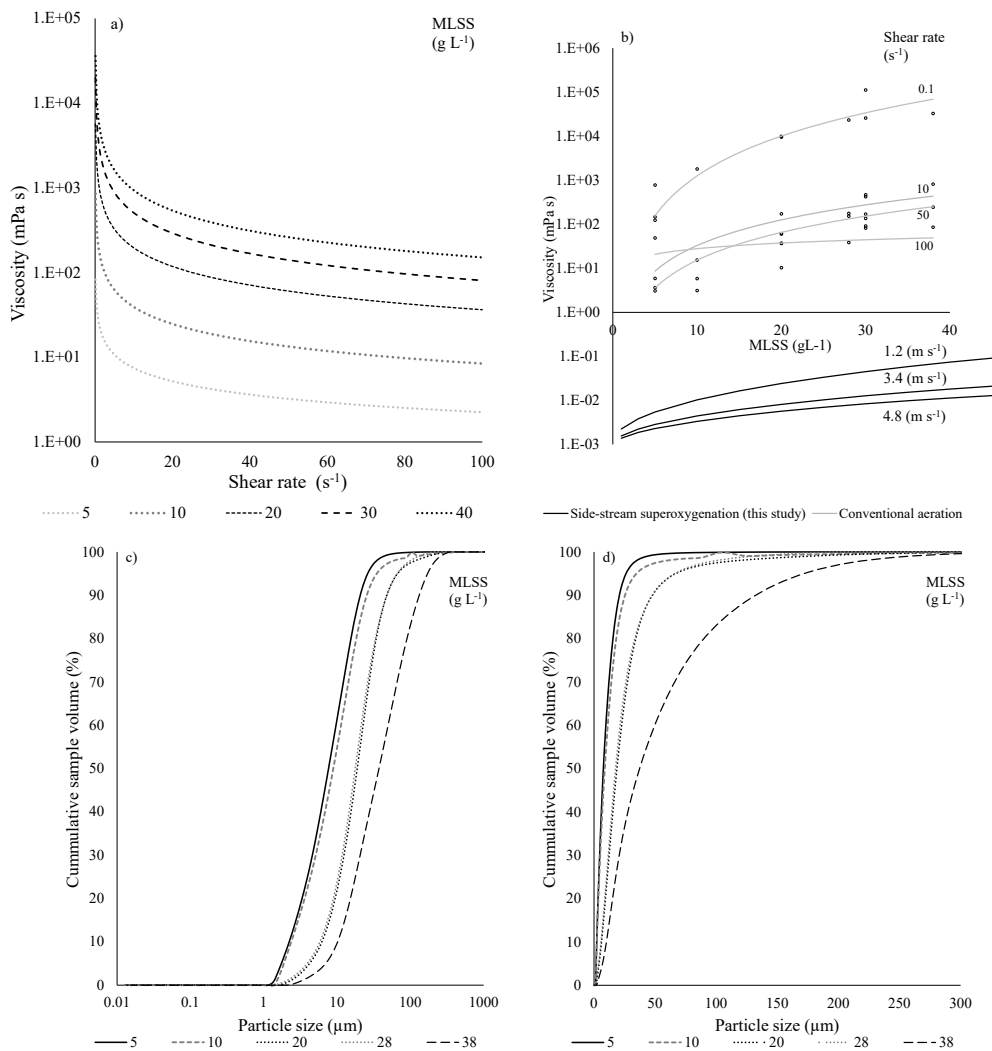 a)
MLSS
(g L⁻¹)
1.E+05
1.E+04
1.E+03
1.E+02
1.E+01
1.E+00
Viscosity (mPa s)
0 20 40 60 80 100
Shear rate (s⁻¹)
5 10 20 30 40
b)
Shear rate
(s⁻¹)
1.E+06
1.E+05
1.E+04
1.E+03
1.E+02
1.E+01
1.E+00
1.E-01
1.E-02
1.E-03
Viscosity (mPa s)
0.1
10
50
100
0 10 20 30 40
MLSS (gL-1)
1.2 (m s⁻¹)
3.4 (m s⁻¹)
4.8 (m s⁻¹)
Side-stream superoxygenation (this study) Conventional aeration
c)
MLSS
(g L⁻¹)
100
90
80
70
60
50
40
30
20
10
0
Cummulative sample volume (%)
0.01 0.1 1 10 100 1000
Particle size (μm)
5 10 20 28 38
d)
MLSS
(g L⁻¹)
100
90
80
70
60
50
40
30
20
10
0
Cummulative sample volume (%)
0 50 100 150 200 250 300
Particle size (μm)
5 10 20 28 38